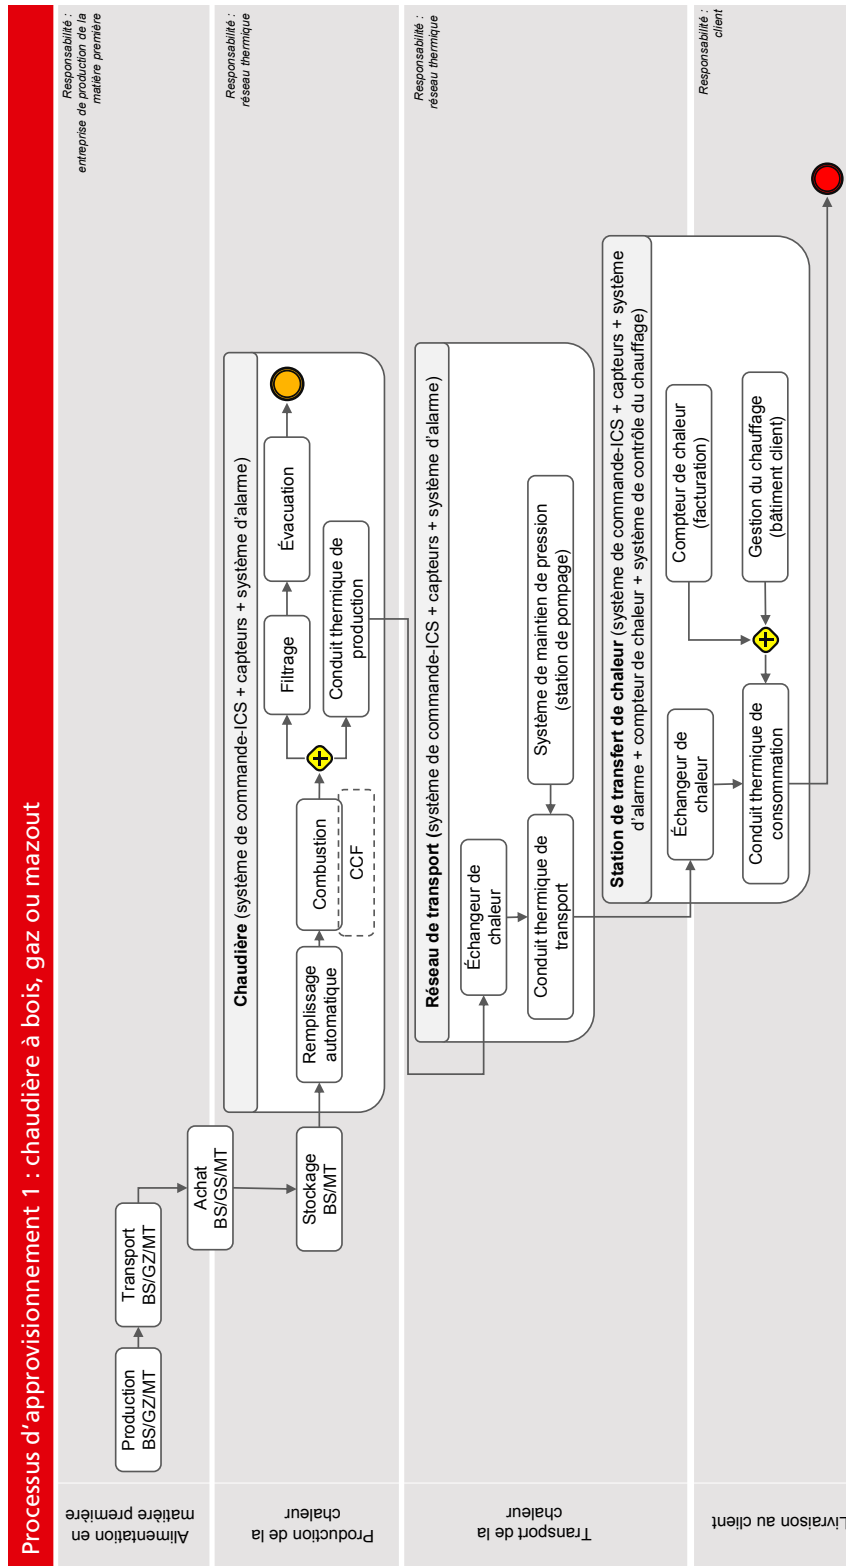 Processus d'approvisionnement 1 : chaudière à bois, gaz ou mazout
Alimentation en
matière première
Responsabilité :
entreprise de production de la
matière première
Production
BS/GZ/MT
Transport
BS/GZ/MT
Achat
BS/GS/MT
Production de la
chaleur
Responsabilité :
réseau thermique
Stockage
BS/MT
Chaudière (système de commande-ICS + capteurs + système d'alarme)
Remplissage
automatique
Combustion
CCF
Filtrage
Évacuation
Conduit thermique de
production
Transport de la
chaleur
Responsabilité :
réseau thermique
Réseau de transport (système de commande-ICS + capteurs + système d'alarme)
Échangeur de
chaleur
Conduit thermique de
transport
Système de maintien de pression
(station de pompage)
Livraison au client
Responsabilité :
client
Station de transfert de chaleur (système de commande-ICS + capteurs + système
d'alarme + compteur de chaleur + système de contrôle du chauffage)
Échangeur de
chaleur
Compteur de chaleur
(facturation)
Conduit thermique de
consommation
Gestion du chauffage
(bâtiment client)